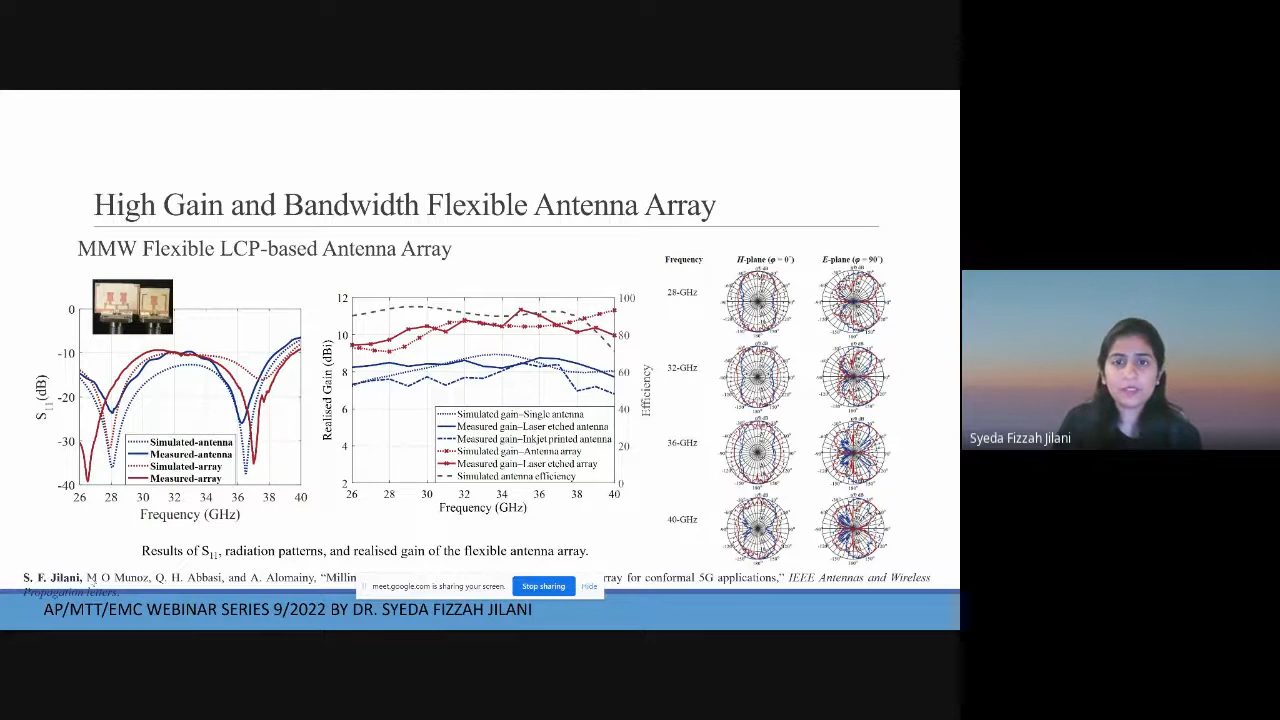 High Gain and Bandwidth Flexible Antenna Array
MMW Flexible LCP-based Antenna Array
0
-10
-20
-30
-40
S11(dB)
26 28 30 32 34 36 38 40
Frequency (GHz)
Simulated-antenna
Measured-antenna
Simulated-array
Measured-array
12
10
8
6
4
2
Realised Gain (dBi)
100
80
60
40
20
0
Efficiency
26 28 30 32 34 36 38 40
Frequency (GHz)
Simulated gain–Single antenna
Measured gain–Laser etched antenna
Measured gain–Inkjet printed antenna
Simulated gain–Antenna array
Measured gain–Laser etched array
Simulated antenna efficiency
Frequency H-plane (φ = 0°) E-plane (φ = 90°)
28-GHz
32-GHz
36-GHz
40-GHz
Results of S11, radiation patterns, and realised gain of the flexible antenna array.
S. F. Jilani, M O Munoz, Q. H. Abbasi, and A. Alomainy, “Millin rray for conformal 5G applications,” IEEE Antennas and Wireless
Propagation letters.
meet.google.com is sharing your screen. Stop sharing Hide
AP/MTT/EMC WEBINAR SERIES 9/2022 BY DR. SYEDA FIZZAH JILANI
Syeda Fizzah Jilani